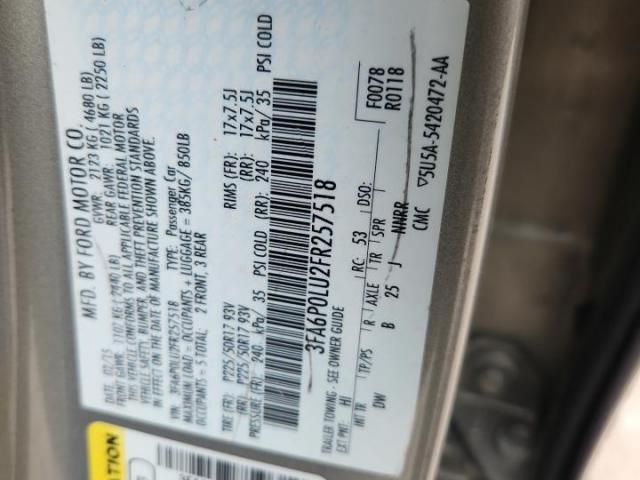 MFD. BY FORD MOTOR CO.
DATE: 02/15 GVWR: 2123 KG ( 4680 LB)
FRONT GAWR: 1102 KG ( 2430 LB) REAR GAWR: 1021 KG ( 2250 LB)
THIS VEHICLE CONFORMS TO ALL APPLICABLE FEDERAL MOTOR
VEHICLE SAFETY, BUMPER, AND THEFT PREVENTION STANDARDS
IN EFFECT ON THE DATE OF MANUFACTURE SHOWN ABOVE.
VIN: 3FA6P0LU2FR257518 TYPE: Passenger Car
MAXIMUM LOAD = OCCUPANTS + LUGGAGE = 385KG/ 850LB
OCCUPANTS = 5 TOTAL: 2 FRONT, 3 REAR
TIRE (FR): P225/50R17 93V RIMS (FR): 17x7.5J
(RR): P225/50R17 93V (RR): 17x7.5J
PRESSURE (FR): 240 kPa/ 35 PSI COLD (RR): 240 kPa/ 35 PSI COLD
3FA6P0LU2FR257518
F0078
R0118
TRAILER TOWING - SEE OWNER GUIDE
EXT PNT: HI RC: 53 DSO:
INT TR TP/PS R AXLE TR SPR
DW B 25 J NNRR
CMC ▽5U5A-5420472-AA
ATION